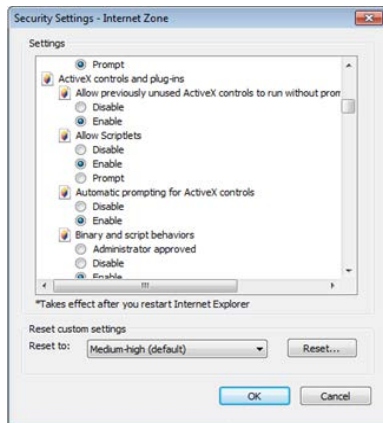 Security Settings - Internet Zone
Settings
Prompt
ActiveX controls and plug-ins
Allow previously unused ActiveX controls to run without prom
Disable
Enable
Allow Scriptlets
Disable
Enable
Prompt
Automatic prompting for ActiveX controls
Disable
Enable
Binary and script behaviors
Administrator approved
Disable
Enable
*Takes effect after you restart Internet Explorer
Reset custom settings
Reset to: Medium-high (default) Reset...
OK Cancel